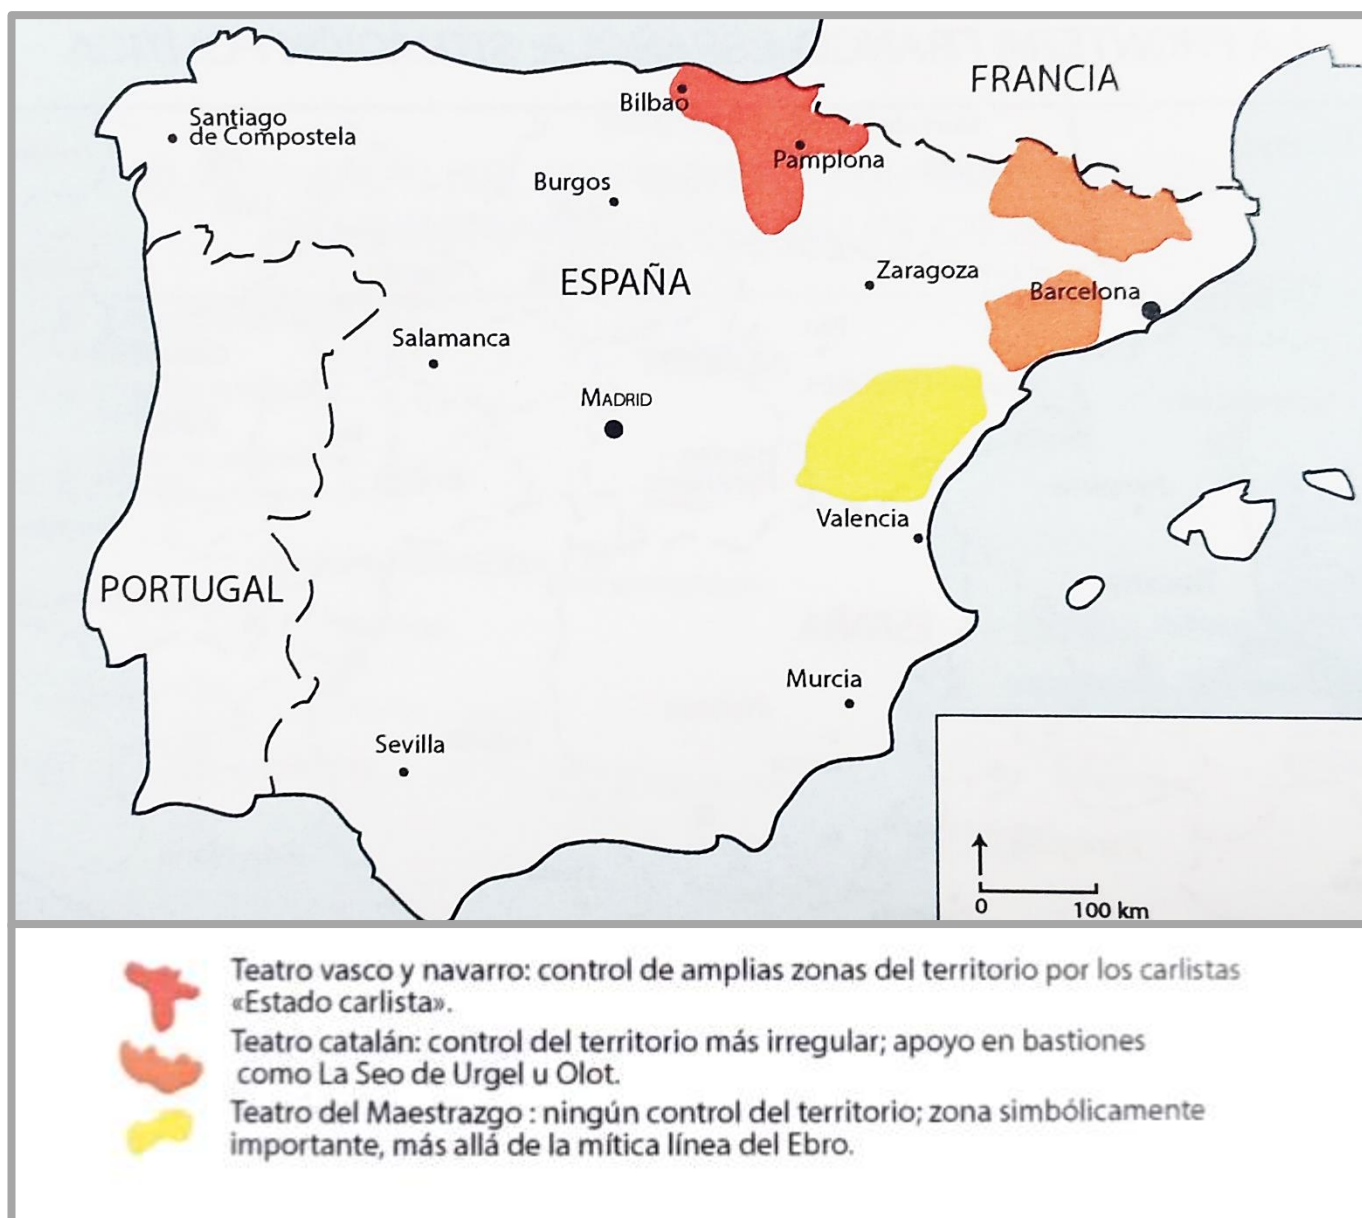 FRANCIA
Bilbao
Santiago
de Compostela
Pamplona
Burgos
Zaragoza
ESPAÑA
Barcelona
Salamanca
MADRID
Valencia
PORTUGAL
Murcia
Sevilla
0 100 km
Teatro vasco y navarro: control de amplias zonas del territorio por los carlistas
«Estado carlista».
Teatro catalán: control del territorio más irregular; apoyo en bastiones
como La Seo de Urgel u Olot.
Teatro del Maestrazgo : ningún control del territorio; zona simbólicamente
importante, más allá de la mítica línea del Ebro.